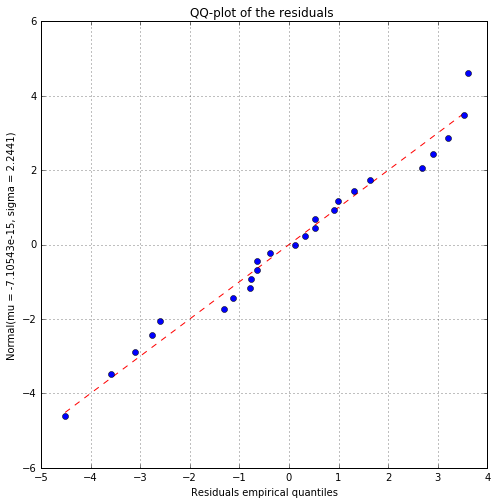 QQ-plot of the residuals
6
4
2
0
−2
−4
−6
Normal(mu = -7.10543e-15, sigma = 2.2441)
−5 −4 −3 −2 −1 0 1 2 3 4
Residuals empirical quantiles